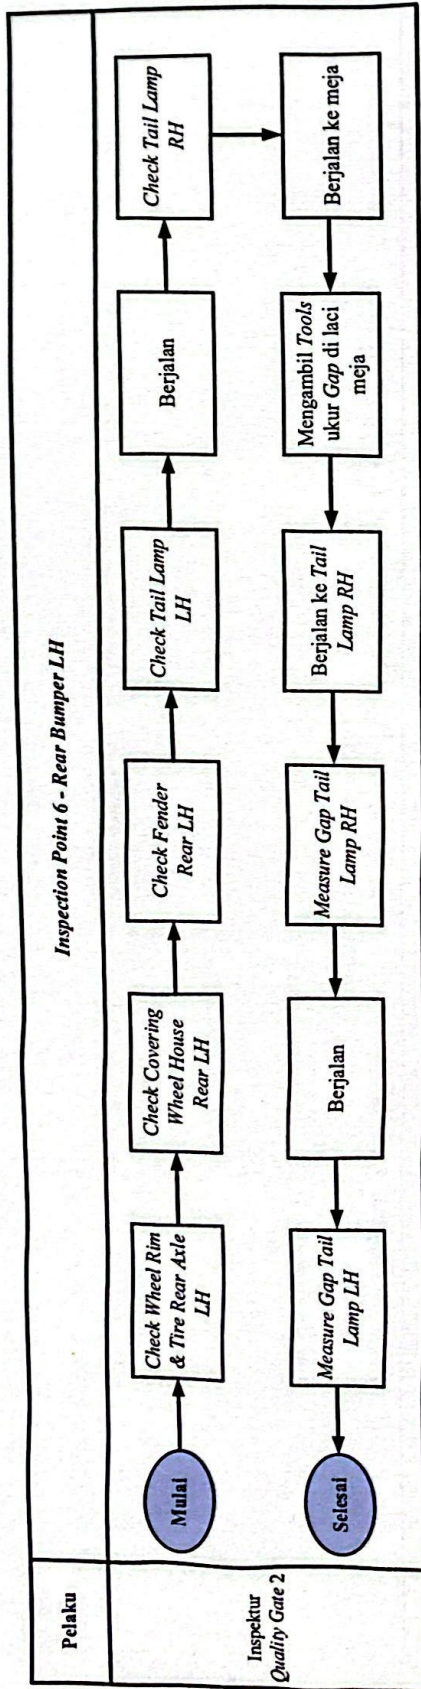 Pelaku
Inspection Point 6 - Rear Bumper LH
Inspektur
Quality Gate 2
Mulai
Check Wheel Rim
& Tire Rear Axle
LH
Check Covering
Wheel House
Rear LH
Check Fender
Rear LH
Check Tail Lamp
LH
Berjalan
Check Tail Lamp
RH
Berjalan ke meja
Mengambil Tools
ukur Gap di laci
meja
Berjalan ke Tail
Lamp RH
Measure Gap Tail
Lamp RH
Berjalan
Measure Gap Tail
Lamp LH
Selesai